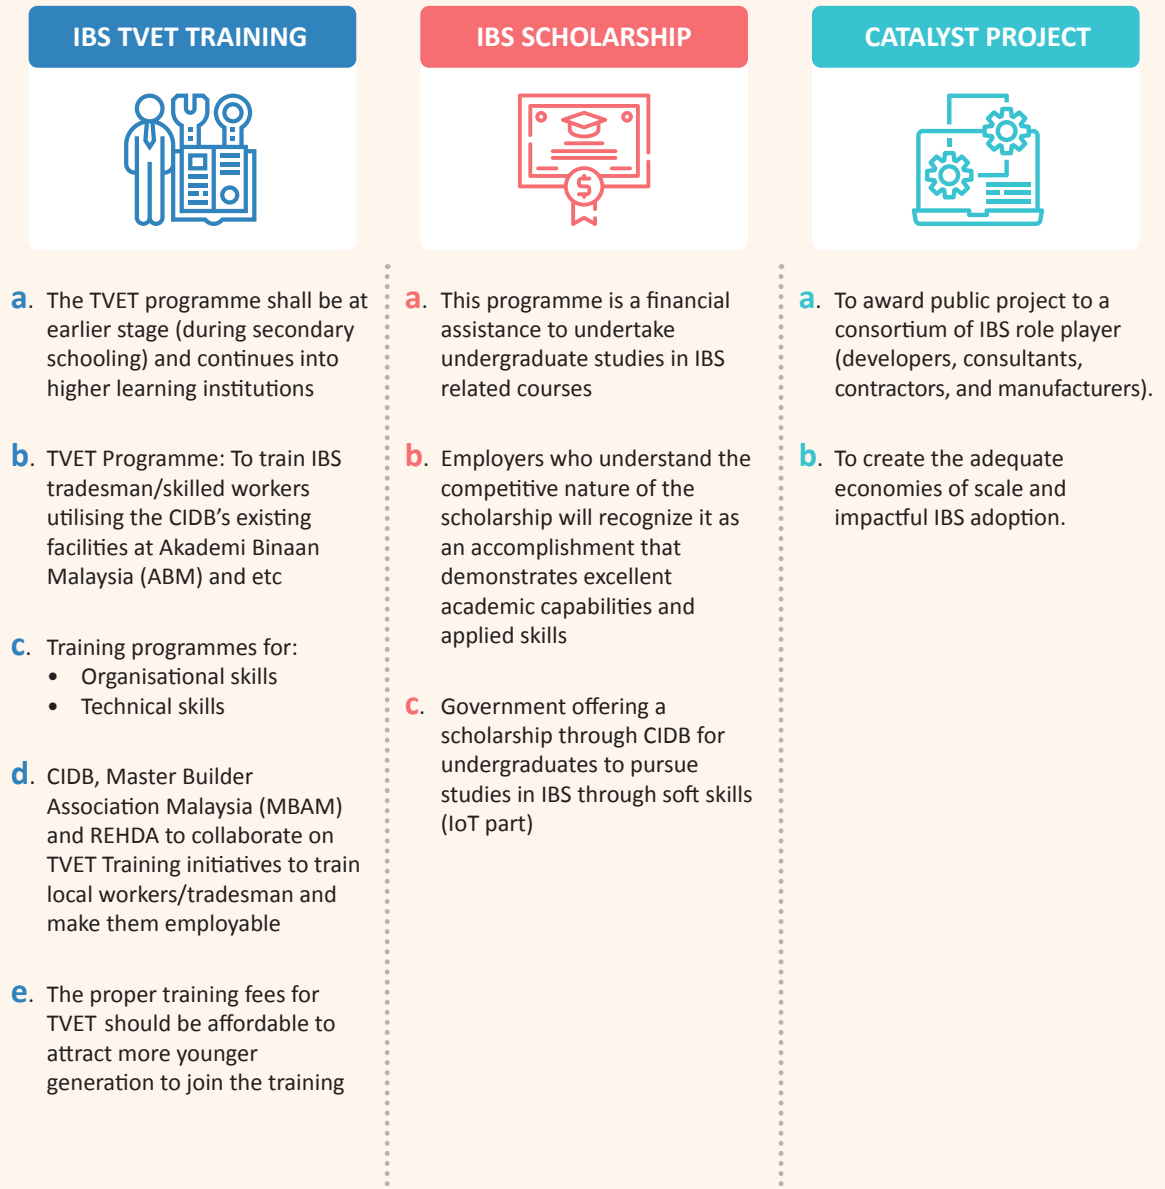 IBS TVET TRAINING
a. The TVET programme shall be at
earlier stage (during secondary
schooling) and continues into
higher learning institutions
b. TVET Programme: To train IBS
tradesman/skilled workers
utilising the CIDB's existing
facilities at Akademi Binaan
Malaysia (ABM) and etc
c. Training programmes for:
• Organisational skills
• Technical skills
d. CIDB, Master Builder
Association Malaysia (MBAM)
and REHDA to collaborate on
TVET Training initiatives to train
local workers/tradesman and
make them employable
e. The proper training fees for
TVET should be affordable to
attract more younger
generation to join the training
IBS SCHOLARSHIP
$
a. This programme is a financial
assistance to undertake
undergraduate studies in IBS
related courses
b. Employers who understand the
competitive nature of the
scholarship will recognize it as
an accomplishment that
demonstrates excellent
academic capabilities and
applied skills
c. Government offering a
scholarship through CIDB for
undergraduates to pursue
studies in IBS through soft skills
(IoT part)
CATALYST PROJECT
a. To award public project to a
consortium of IBS role player
(developers, consultants,
contractors, and manufacturers).
b. To create the adequate
economies of scale and
impactful IBS adoption.